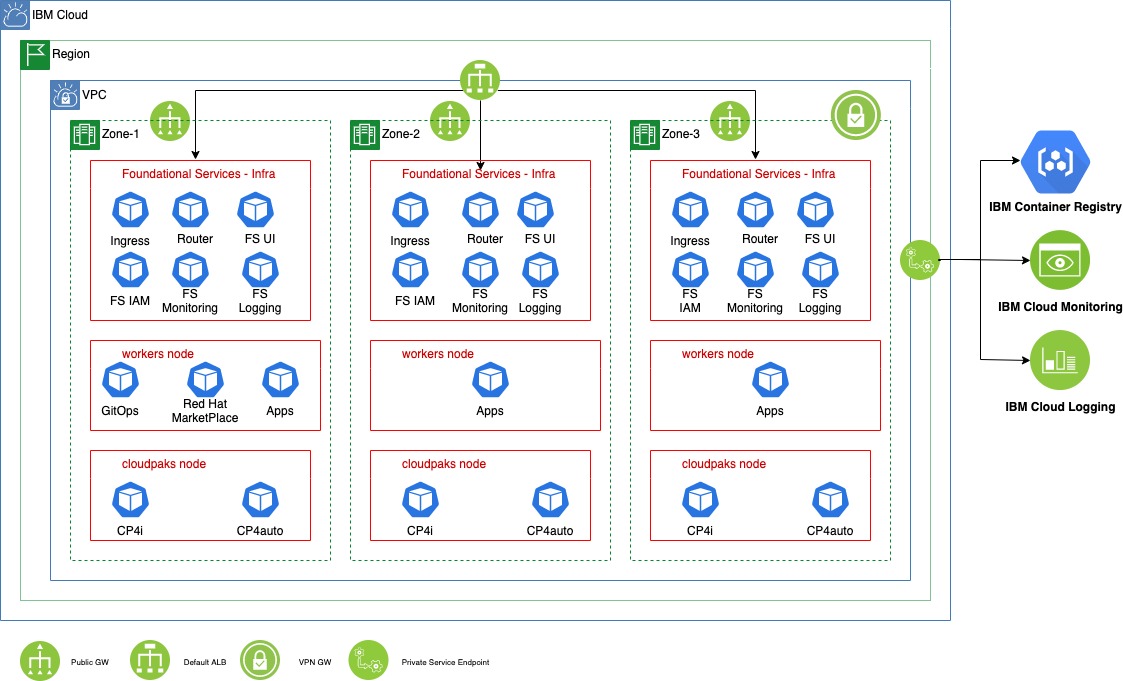 IBM Cloud
Region
VPC
Zone-1
Zone-2
Zone-3
Foundational Services - Infra
Ingress
Router
FS UI
FS IAM
FS
Monitoring
FS
Logging
Foundational Services - Infra
Ingress
Router
FS UI
FS IAM
FS
Monitoring
FS
Logging
Foundational Services - Infra
Ingress
Router
FS UI
FS
IAM
FS
Monitoring
FS
Logging
workers node
GitOps
Red Hat
MarketPlace
Apps
workers node
Apps
workers node
Apps
cloudpaks node
CP4i
CP4auto
cloudpaks node
CP4i
CP4auto
cloudpaks node
CP4i
CP4auto
IBM Container Registry
IBM Cloud Monitoring
IBM Cloud Logging
Public GW
Default ALB
VPN GW
Private Service Endpoint